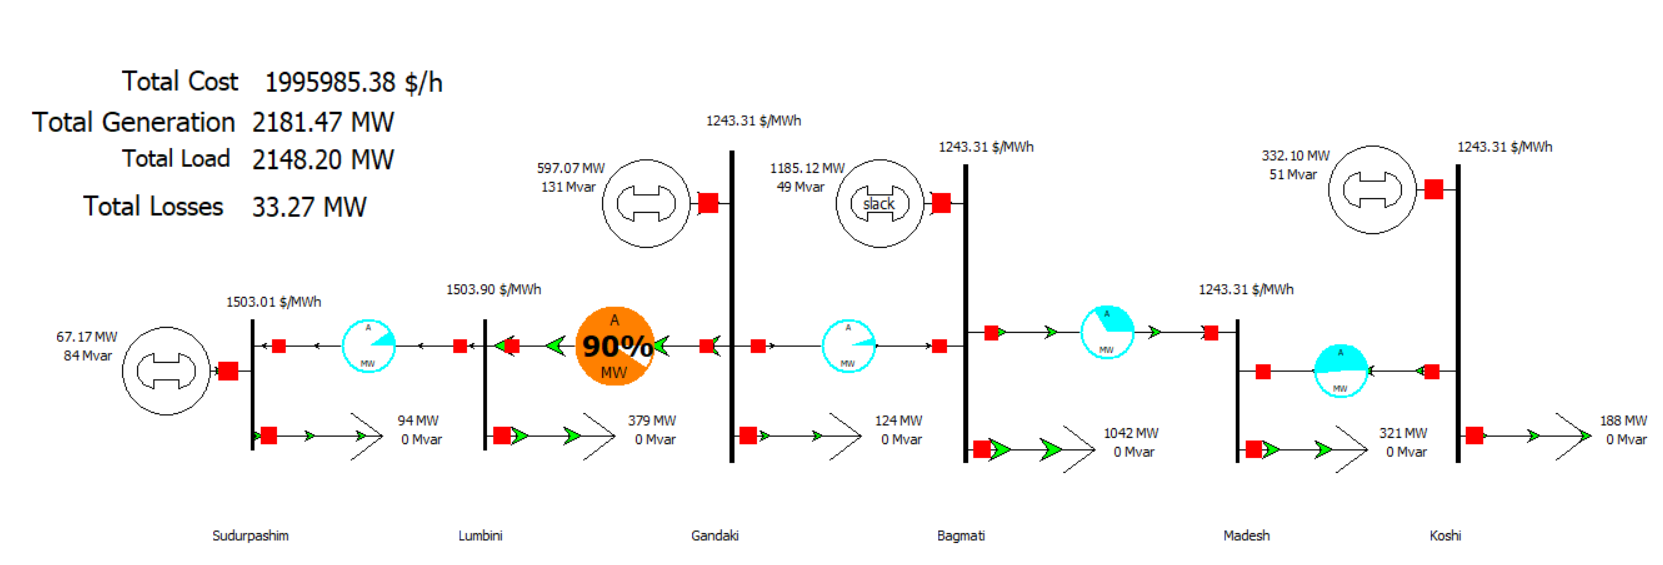 Total Cost 1995985.38 $/h
Total Generation 2181.47 MW
Total Load 2148.20 MW
Total Losses 33.27 MW
1243.31 $/MWh
1243.31 $/MWh
1243.31 $/MWh
597.07 MW
131 Mvar
1185.12 MW
49 Mvar
slack
332.10 MW
51 Mvar
1503.01 $/MWh
1503.90 $/MWh
1243.31 $/MWh
67.17 MW
84 Mvar
A
MW
A
90%
MW
A
MW
A
MW
A
MW
94 MW
0 Mvar
379 MW
0 Mvar
124 MW
0 Mvar
1042 MW
0 Mvar
321 MW
0 Mvar
188 MW
0 Mvar
Sudurpashim
Lumbini
Gandaki
Bagmati
Madesh
Koshi